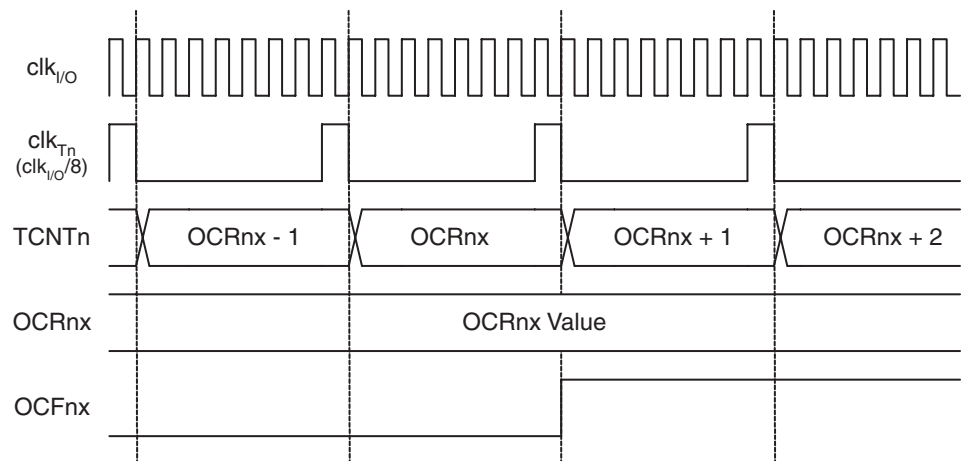 clkI/O
clkTn
(clkI/O/8)
TCNTn
OCRnx - 1
OCRnx
OCRnx + 1
OCRnx + 2
OCRnx
OCRnx Value
OCFnx